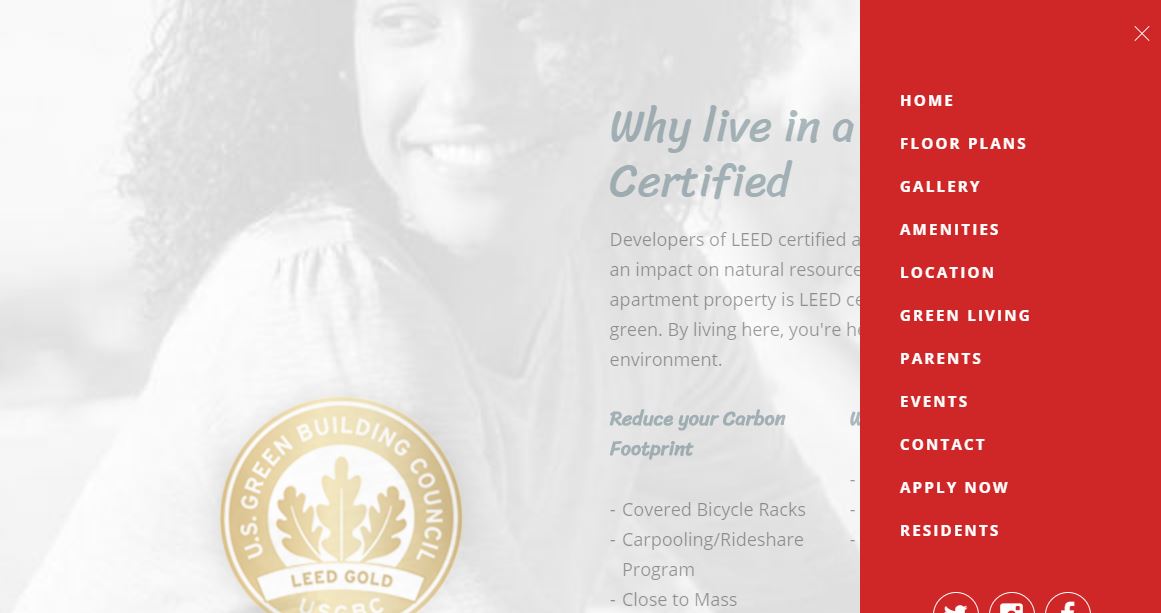 Why live in a
Certified
Developers of LEED certified a
an impact on natural resource
apartment property is LEED ce
green. By living here, you're he
environment.
Reduce your Carbon
Footprint
- Covered Bicycle Racks
- Carpooling/Rideshare
Program
- Close to Mass
-
-
-
U.S. GREEN BUILDING COUNCIL
LEED GOLD
USGBC
HOME
FLOOR PLANS
GALLERY
AMENITIES
LOCATION
GREEN LIVING
PARENTS
EVENTS
CONTACT
APPLY NOW
RESIDENTS